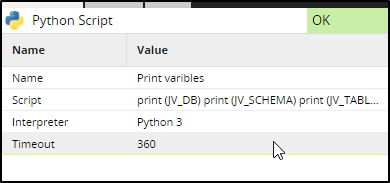 Python Script OK
Name Value
Name Print varibles
Script print (JV_DB) print (JV_SCHEMA) print (JV_TABL...
Interpreter Python 3
Timeout 360